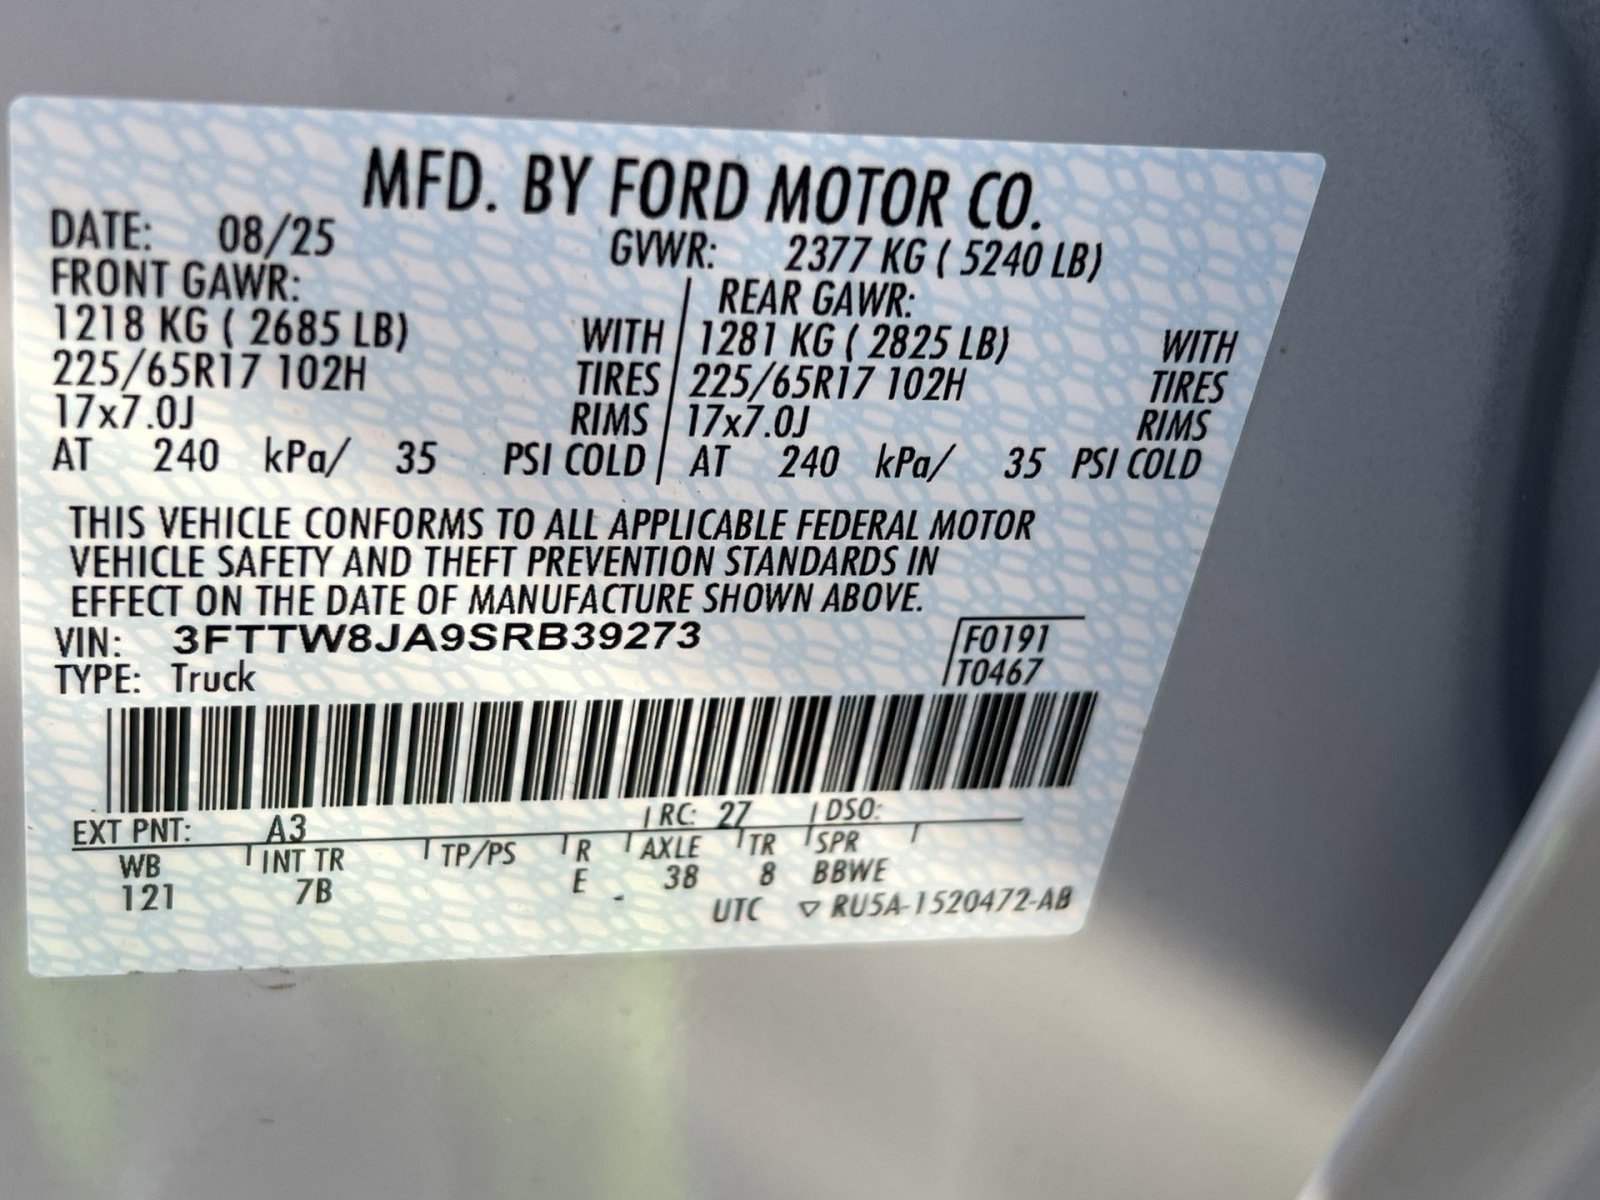 MFD. BY FORD MOTOR CO.
DATE: 08/25 GVWR: 2377 KG ( 5240 LB)
FRONT GAWR: REAR GAWR:
1218 KG ( 2685 LB) WITH 1281 KG ( 2825 LB) WITH
225/65R17 102H TIRES 225/65R17 102H TIRES
17x7.0J RIMS 17x7.0J RIMS
AT 240 kPa/ 35 PSI COLD AT 240 kPa/ 35 PSI COLD
THIS VEHICLE CONFORMS TO ALL APPLICABLE FEDERAL MOTOR
VEHICLE SAFETY AND THEFT PREVENTION STANDARDS IN
EFFECT ON THE DATE OF MANUFACTURE SHOWN ABOVE.
VIN: 3FTTW8JA9SRB39273 F0191
TYPE: Truck T0467
EXT PNT: A3 RC: 27 DSO:
WB INT TR TP/PS R AXLE TR SPR
121 7B E 38 8 BBWE
UTC ▽ RU5A-1520472-AB